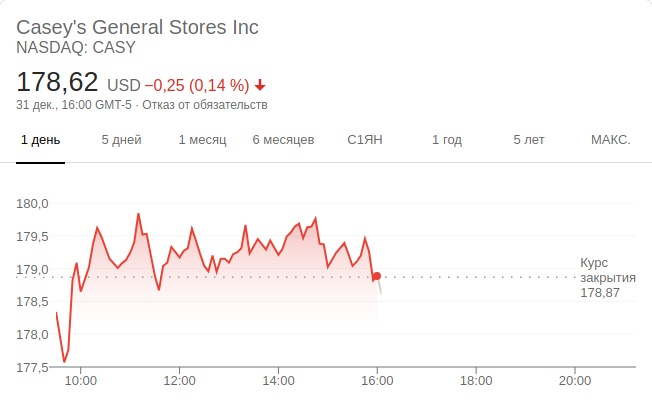 Casey's General Stores Inc
NASDAQ: CASY
178,62 USD −0,25 (0,14 %)
31 дек., 16:00 GMT-5 · Отказ от обязательств
1 день 5 дней 1 месяц 6 месяцев С1ЯН 1 год 5 лет МАКС.
180,0
179,5
179,0
178,5
178,0
177,5
Курс
закрытия
178,87
10:00 12:00 14:00 16:00 18:00 20:00